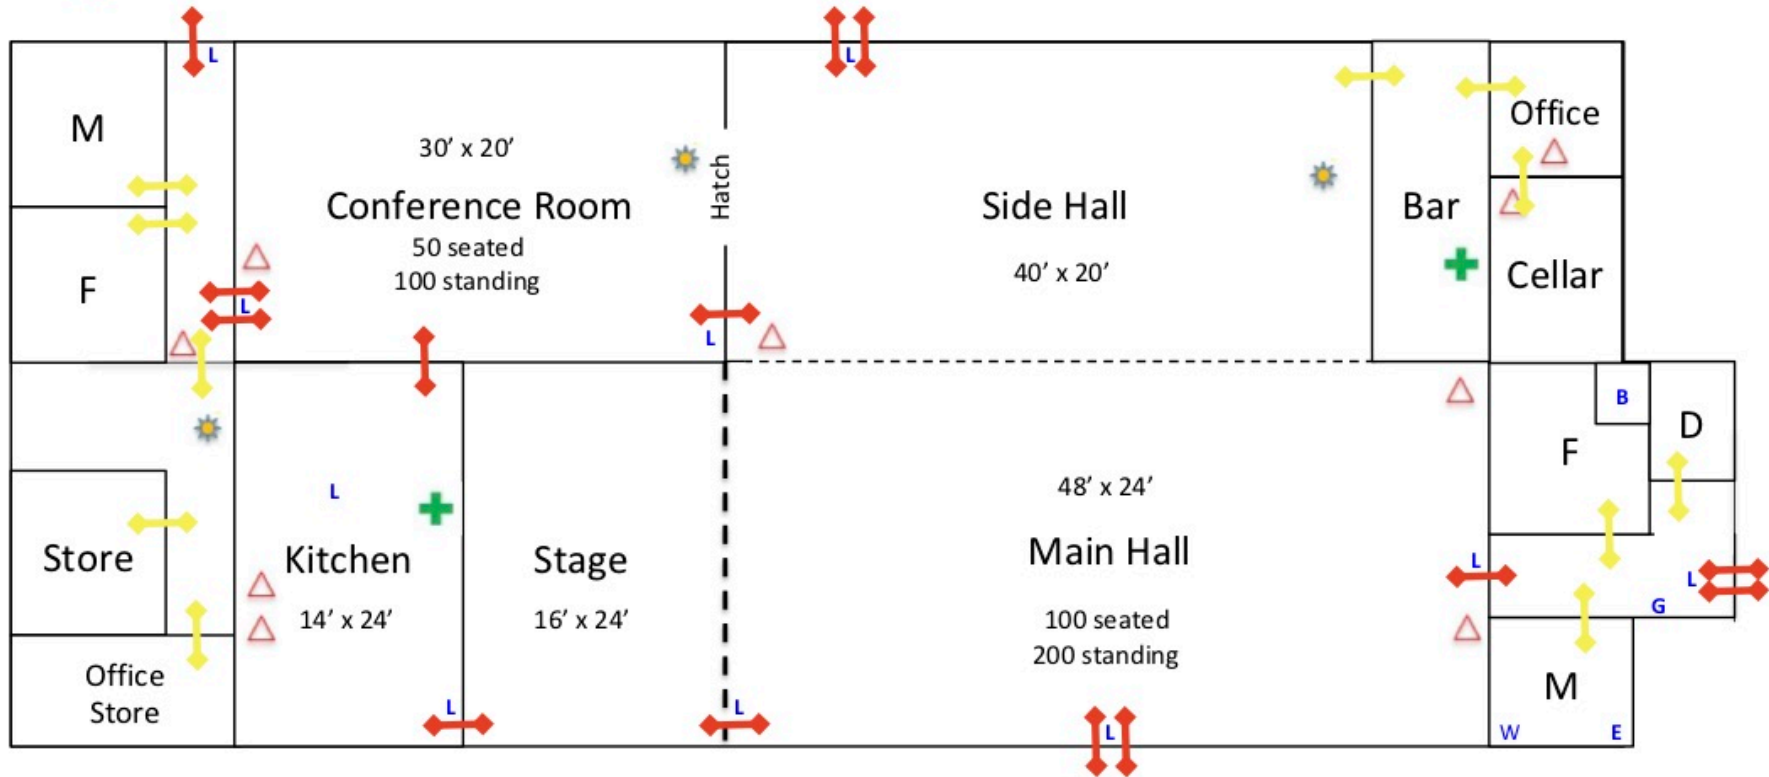 L
L
M
30’ x 20’
Conference Room
50 seated
100 standing
Hatch
Side Hall
40’ x 20’
Bar
Office
Cellar
F
L
L
B
D
F
L
Kitchen
14’ x 24’
Stage
16’ x 24’
48’ x 24’
Main Hall
100 seated
200 standing
Store
Office
Store
L
L
L
L
L
G
M
W
E